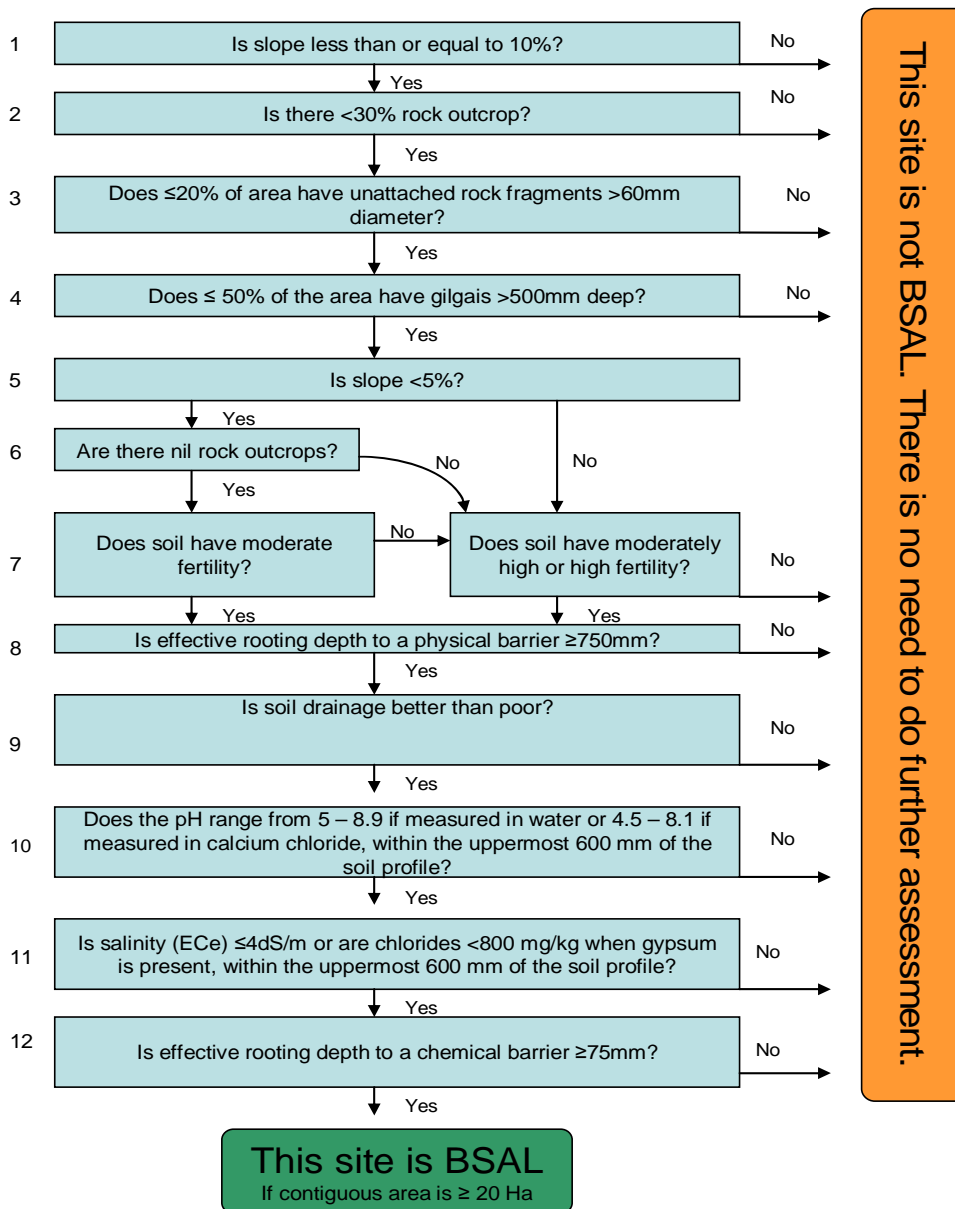 1
Is slope less than or equal to 10%?
No
Yes
2
Is there <30% rock outcrop?
No
Yes
3
Does ≤20% of area have unattached rock fragments >60mm
diameter?
No
Yes
4
Does ≤ 50% of the area have gilgais >500mm deep?
No
Yes
5
Is slope <5%?
Yes
No
6
Are there nil rock outcrops?
No
Yes
7
Does soil have moderate
fertility?
No
Does soil have moderately
high or high fertility?
No
Yes
Yes
8
Is effective rooting depth to a physical barrier ≥750mm?
No
Yes
9
Is soil drainage better than poor?
No
Yes
10
Does the pH range from 5 – 8.9 if measured in water or 4.5 – 8.1 if
measured in calcium chloride, within the uppermost 600 mm of the
soil profile?
No
Yes
11
Is salinity (ECe) ≤4dS/m or are chlorides <800 mg/kg when gypsum
is present, within the uppermost 600 mm of the soil profile?
No
Yes
12
Is effective rooting depth to a chemical barrier ≥75mm?
No
Yes
This site is BSAL
If contiguous area is ≥ 20 Ha
This site is not BSAL. There is no need to do further assessment.